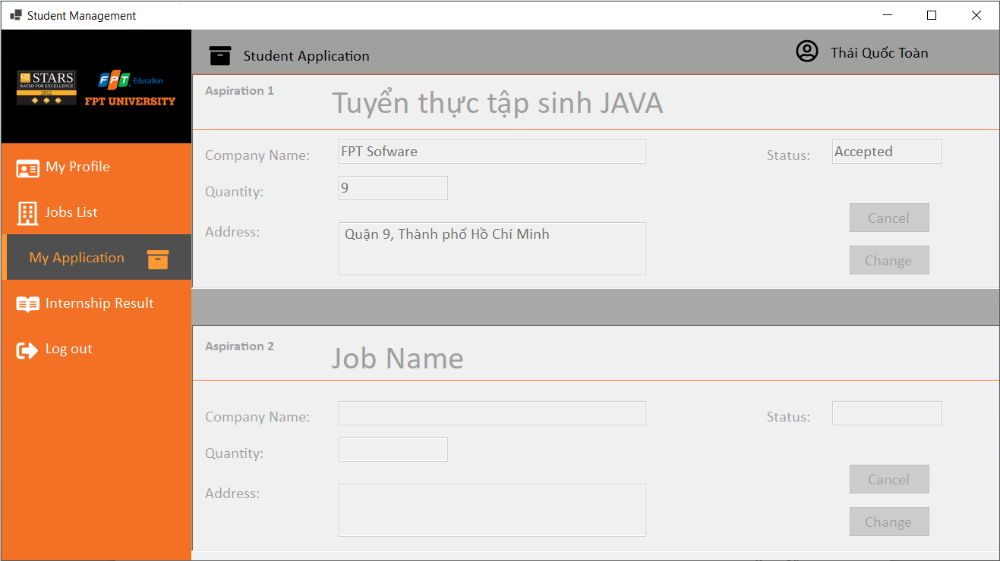 Student Management
QS STARS
RATED FOR EXCELLENCE
2012
FPT Education
FPT UNIVERSITY
Student Application
Thái Quốc Toàn
My Profile
Jobs List
My Application
Internship Result
Log out
Aspiration 1
Tuyển thực tập sinh JAVA
Company Name: FPT Sofware Status: Accepted
Quantity: 9
Cancel
Address: Quận 9, Thành phố Hồ Chí Minh
Change
Aspiration 2
Job Name
Company Name: Status:
Quantity:
Cancel
Address:
Change